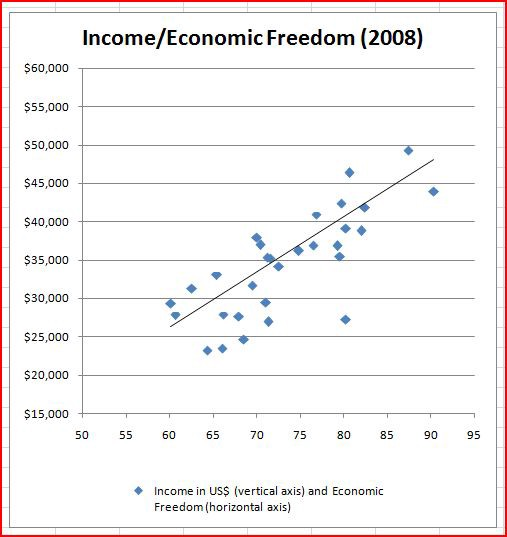 Income/Economic Freedom (2008)
$60,000
$55,000
$50,000
$45,000
$40,000
$35,000
$30,000
$25,000
$20,000
$15,000
50 55 60 65 70 75 80 85 90 95
Income in US$ (vertical axis) and Economic
Freedom (horizontal axis)